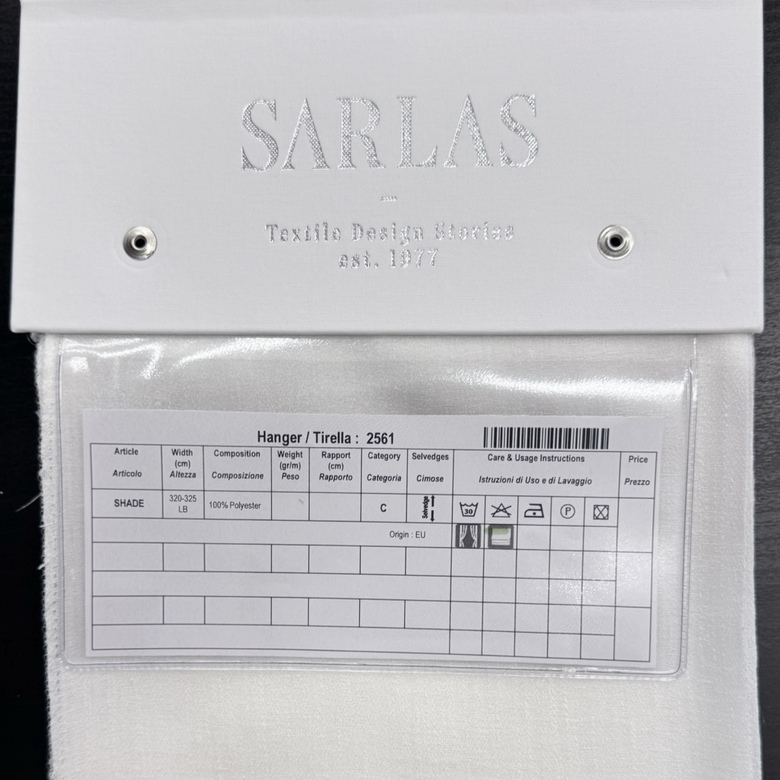 SARLAS
Textile Design Stories
est. 1977
Hanger / Tirella : 2561
Article Width (cm) Composition Weight (gr/m) Rapport (cm) Category Selvedges Care & Usage Instructions Price
Articolo Altezza Composizione Peso Rapporto Categoria Cimose Istruzioni di Uso e di Lavaggio Prezzo
SHADE 320-325 LB 100% Polyester C Selvedge 30 P
Origin : EU